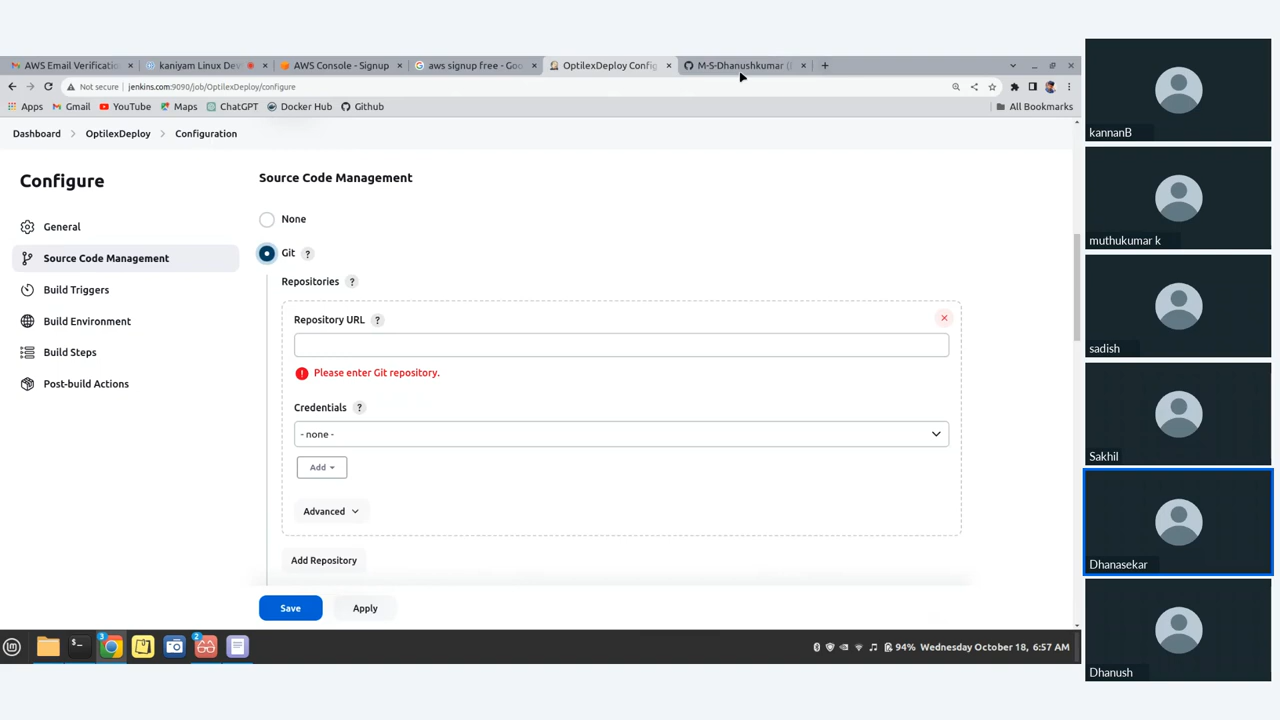 AWS Email Verificatio
kaniyam Linux Dev
AWS Console - Signup
aws signup free - Goo
OptilexDeploy Config
M-S-Dhanushkumar (
Not secure
jenkins.com:9090/job/OptilexDeploy/configure
Apps
Gmail
YouTube
Maps
ChatGPT
Docker Hub
Github
All Bookmarks
Dashboard
OptilexDeploy
Configuration
Configure
General
Source Code Management
Build Triggers
Build Environment
Build Steps
Post-build Actions
Source Code Management
None
Git ?
Repositories ?
Repository URL ?
Please enter Git repository.
Credentials ?
- none -
Add
Advanced
Add Repository
Save
Apply
3
2
94% Wednesday October 18, 6:57 AM
kannanB
muthukumar k
sadish
Sakhil
Dhanasekar
Dhanush